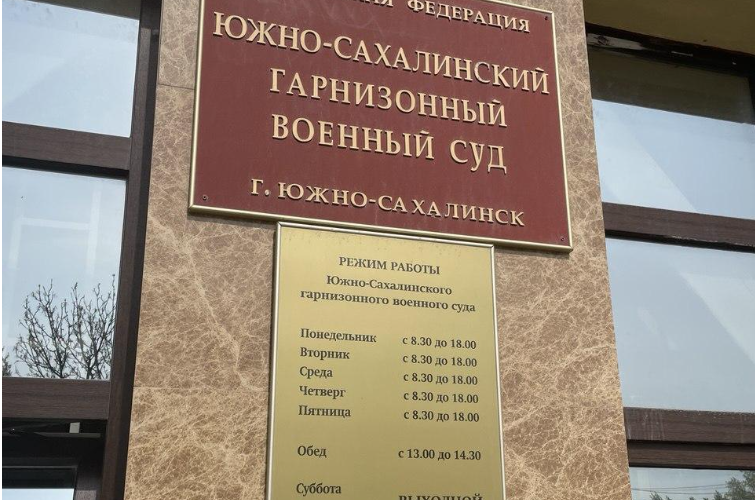 ФЕДЕРАЦИЯ
ЮЖНО-САХАЛИНСКИЙ
ГАРНИЗОННЫЙ
ВОЕННЫЙ СУД
Г. ЮЖНО-САХАЛИНСК
РЕЖИМ РАБОТЫ
Южно-Сахалинского
гарнизонного военного суда
Понедельник с 8.30 до 18.00
Вторник с 8.30 до 18.00
Среда с 8.30 до 18.00
Четверг с 8.30 до 18.00
Пятница с 8.30 до 18.00
Обед с 13.00 до 14.30
Суббота
ВЫХОДНОЙ